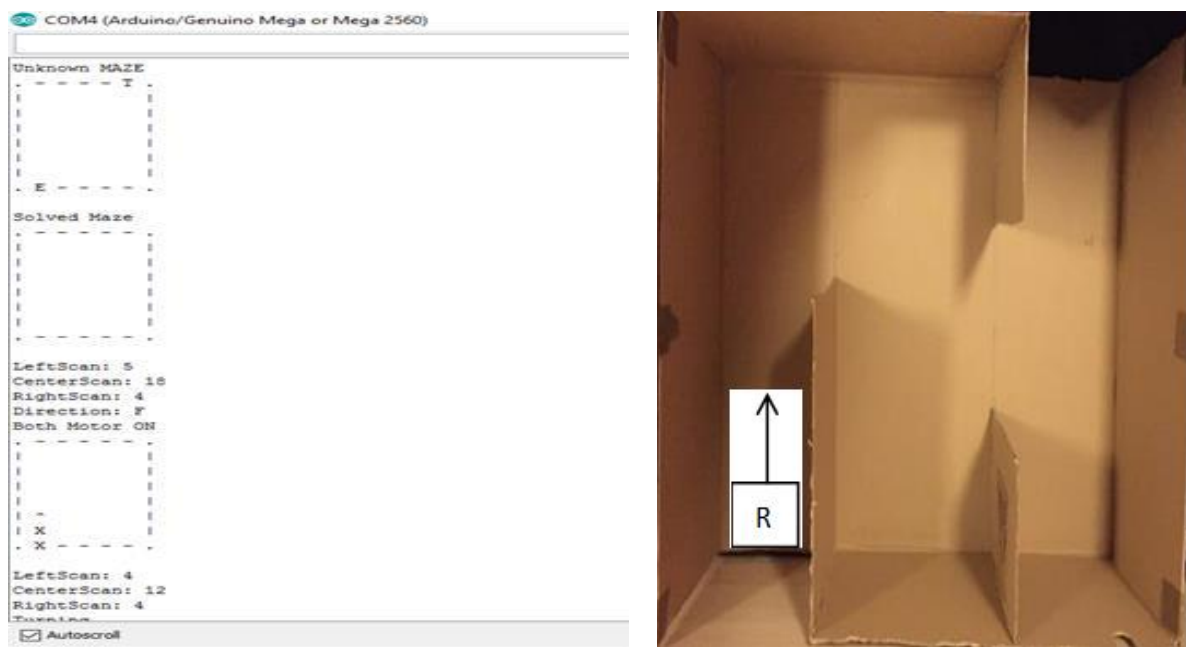 COM4 (Arduino/Genuino Mega or Mega 2560)
Unknown MAZE
. - - - - T .
| |
| |
| |
| |
| |
| |
. E - - - - .
Solved Maze
. - - - - - .
| |
| |
| |
| |
| |
| |
. - - - - - .
LeftScan: 5
CenterScan: 18
RightScan: 4
Direction: F
Both Motor ON
. - - - - - .
| |
| |
| |
| |
| ^ |
| X |
. X - - - - .
LeftScan: 4
CenterScan: 12
RightScan: 4
Turning
Autoscroll
R